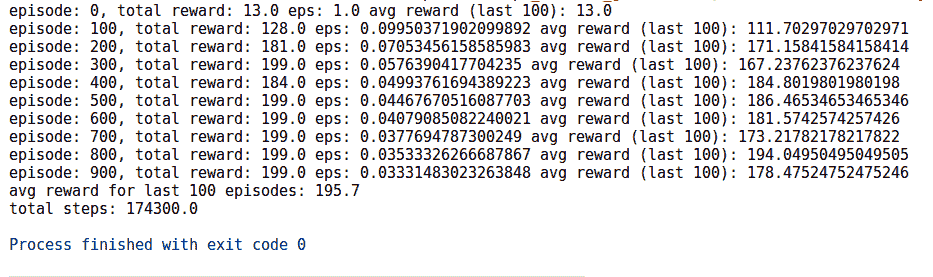 episode: 0, total reward: 13.0 eps: 1.0 avg reward (last 100): 13.0
episode: 100, total reward: 128.0 eps: 0.09950371902099892 avg reward (last 100): 111.70297029702971
episode: 200, total reward: 181.0 eps: 0.07053456158585983 avg reward (last 100): 171.15841584158414
episode: 300, total reward: 199.0 eps: 0.0576390417704235 avg reward (last 100): 167.23762376237624
episode: 400, total reward: 184.0 eps: 0.04993761694389223 avg reward (last 100): 184.8019801980198
episode: 500, total reward: 199.0 eps: 0.04467670516087703 avg reward (last 100): 186.46534653465346
episode: 600, total reward: 199.0 eps: 0.04079085082240021 avg reward (last 100): 181.5742574257426
episode: 700, total reward: 199.0 eps: 0.0377694787300249 avg reward (last 100): 173.21782178217822
episode: 800, total reward: 199.0 eps: 0.03533326266687867 avg reward (last 100): 194.04950495049505
episode: 900, total reward: 199.0 eps: 0.03331483023263848 avg reward (last 100): 178.47524752475246
avg reward for last 100 episodes: 195.7
total steps: 174300.0
Process finished with exit code 0